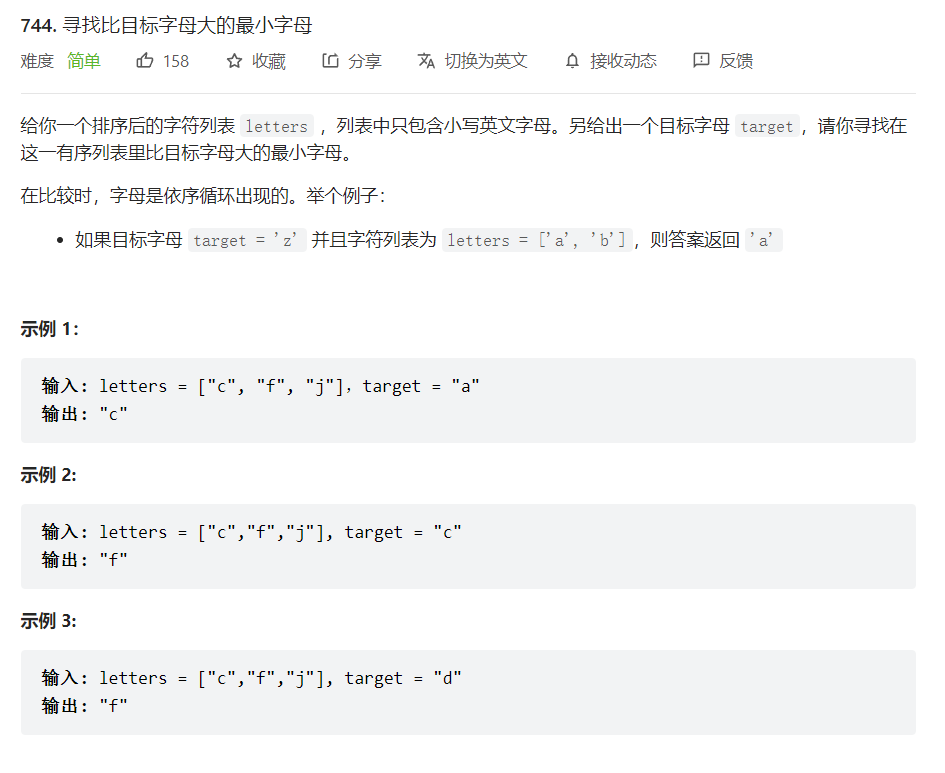 744. 寻找比目标字母大的最小字母
难度 简单 158 收藏 分享 切换为英文 接收动态 反馈
给你一个排序后的字符列表 letters ，列表中只包含小写英文字母。另给出一个目标字母 target，请你寻找在
这一有序列表里比目标字母大的最小字母。
在比较时，字母是依序循环出现的。举个例子：
• 如果目标字母 target = 'z' 并且字符列表为 letters = ['a', 'b']，则答案返回 'a'
示例 1：
输入: letters = ["c", "f", "j"]，target = "a"
输出: "c"
示例 2:
输入: letters = ["c","f","j"], target = "c"
输出: "f"
示例 3:
输入: letters = ["c","f","j"], target = "d"
输出: "f"